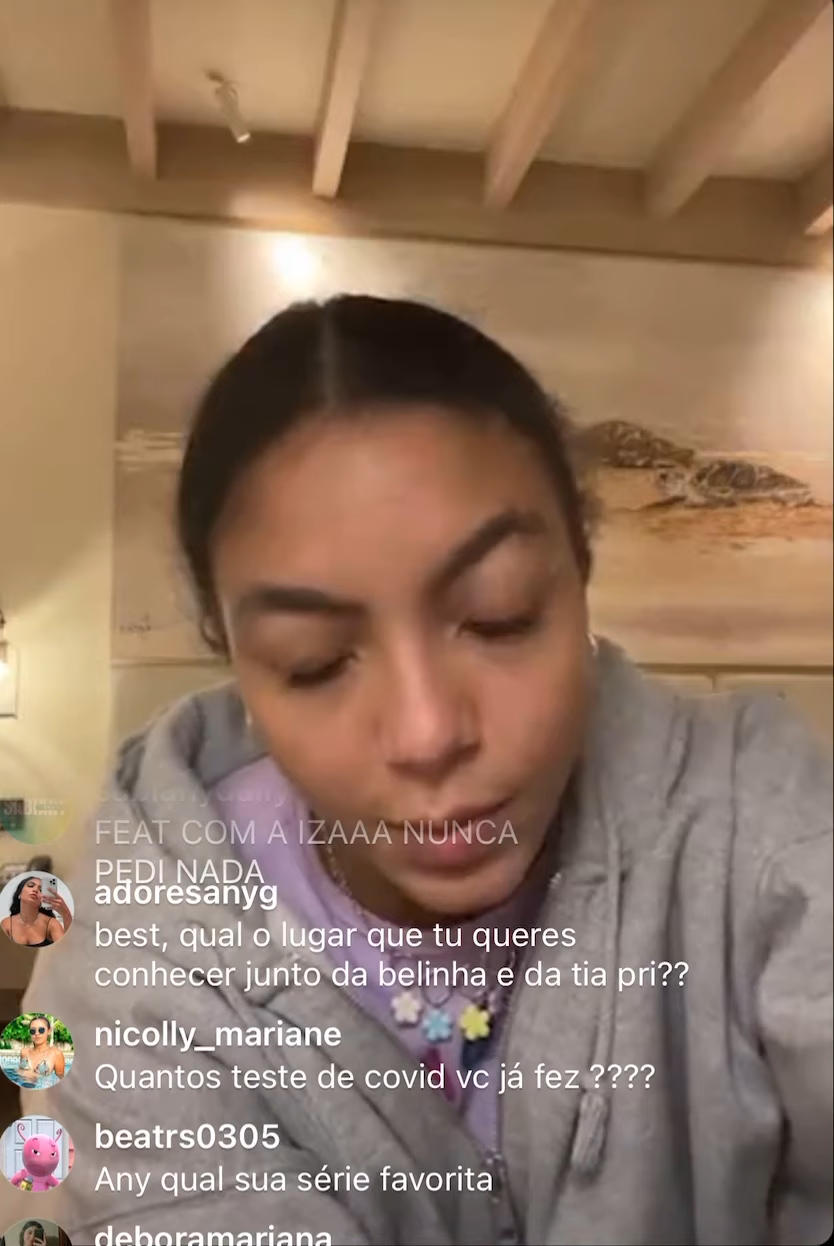 FEAT COM A IZAAA NUNCA
PEDI NADA
adoresanyg
best, qual o lugar que tu queres
conhecer junto da belinha e da tia pri??
nicolly_mariane
Quantos teste de covid vc já fez ????
beatrs0305
Any qual sua série favorita
deboramariana